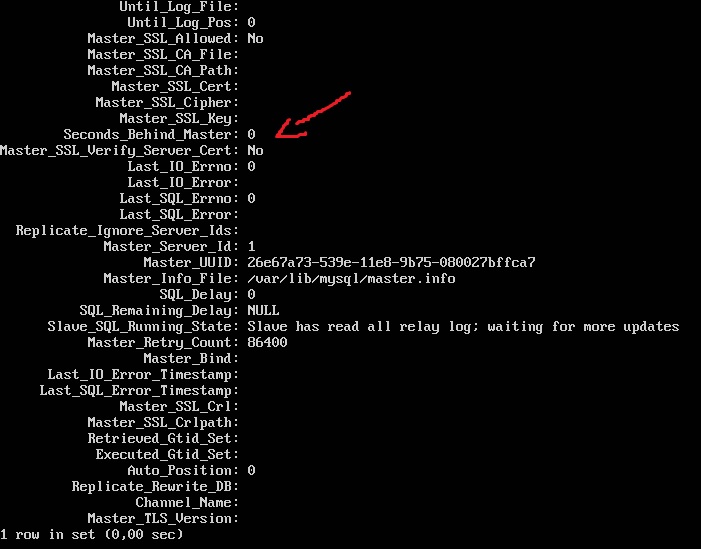 Until_Log_File:
Until_Log_Pos: 0
Master_SSL_Allowed: No
Master_SSL_CA_File:
Master_SSL_CA_Path:
Master_SSL_Cert:
Master_SSL_Cipher:
Master_SSL_Key:
Seconds_Behind_Master: 0
Master_SSL_Verify_Server_Cert: No
Last_IO_Errno: 0
Last_IO_Error:
Last_SQL_Errno: 0
Last_SQL_Error:
Replicate_Ignore_Server_Ids:
Master_Server_Id: 1
Master_UUID: 26e67a73-539e-11e8-9b75-080027bffca7
Master_Info_File: /var/lib/mysql/master.info
SQL_Delay: 0
SQL_Remaining_Delay: NULL
Slave_SQL_Running_State: Slave has read all relay log; waiting for more updates
Master_Retry_Count: 86400
Master_Bind:
Last_IO_Error_Timestamp:
Last_SQL_Error_Timestamp:
Master_SSL_Crl:
Master_SSL_Crlpath:
Retrieved_Gtid_Set:
Executed_Gtid_Set:
Auto_Position: 0
Replicate_Rewrite_DB:
Channel_Name:
Master_TLS_Version:
1 row in set (0,00 sec)